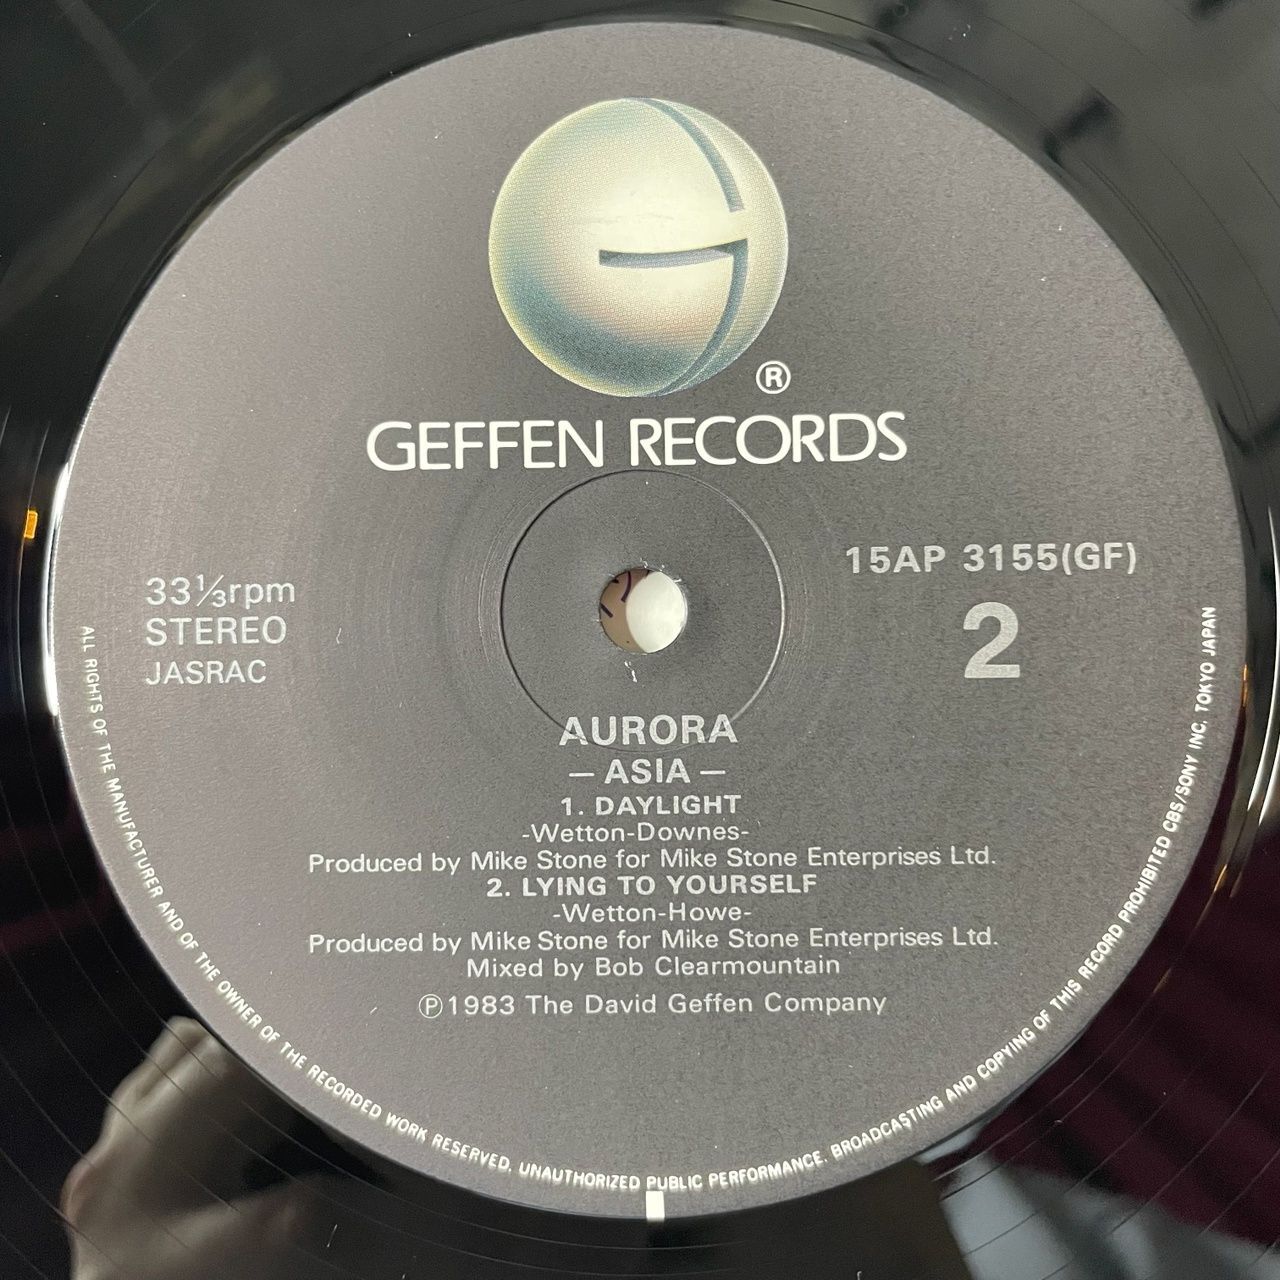 ®
GEFFEN RECORDS
33⅓rpm
STEREO
JASRAC
15AP 3155(GF)
2
AURORA
— ASIA —
1. DAYLIGHT
-Wetton-Downes-
Produced by Mike Stone for Mike Stone Enterprises Ltd.
2. LYING TO YOURSELF
-Wetton-Howe-
Produced by Mike Stone for Mike Stone Enterprises Ltd.
Mixed by Bob Clearmountain
℗1983 The David Geffen Company
ALL RIGHTS OF THE MANUFACTURER AND OF THE OWNER OF THE RECORDED WORK RESERVED. UNAUTHORIZED PUBLIC PERFORMANCE. BROADCASTING AND COPYING OF THIS RECORD PROHIBITED CBS/SONY INC. TOKYO JAPAN